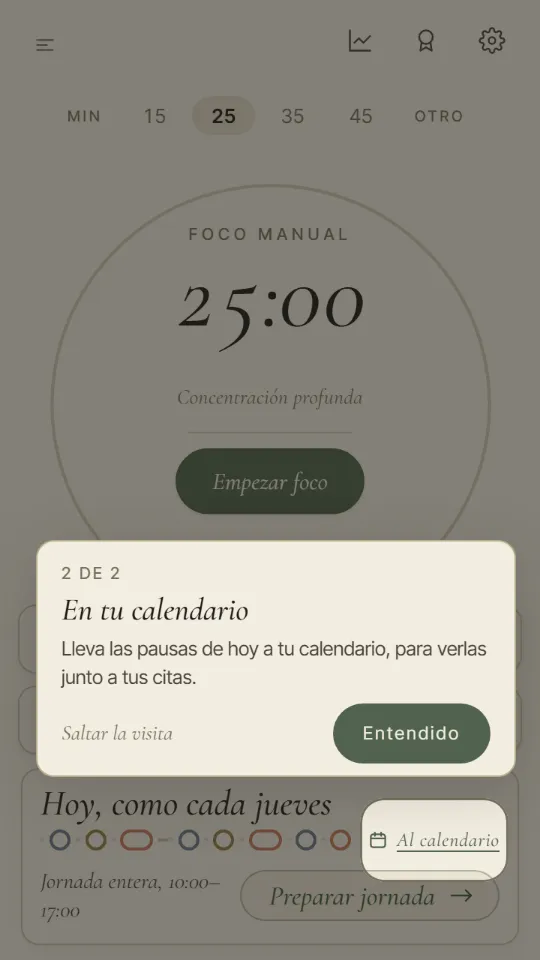 MIN 15 25 35 45 OTRO
FOCO MANUAL
25:00
Concentración profunda
Empezar foco
2 DE 2
En tu calendario
Lleva las pausas de hoy a tu calendario, para verlas
junto a tus citas.
Saltar la visita
Entendido
Hoy, como cada jueves
Al calendario
Jornada entera, 10:00–
17:00
Preparar jornada →